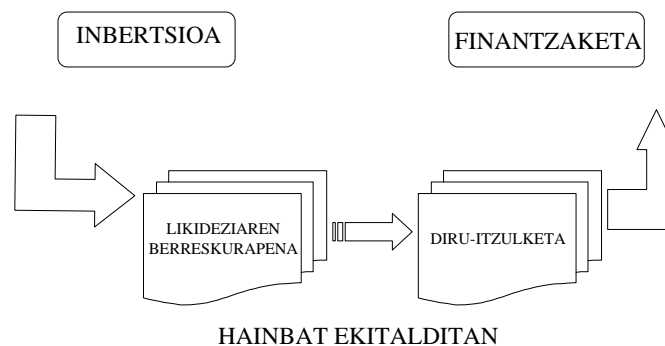 INBERTSIOA
FINANTZAKETA
LIKIDEZIAREN
BERRESKURAPENA
DIRU-ITZULKETA
HAINBAT EKITALDITAN